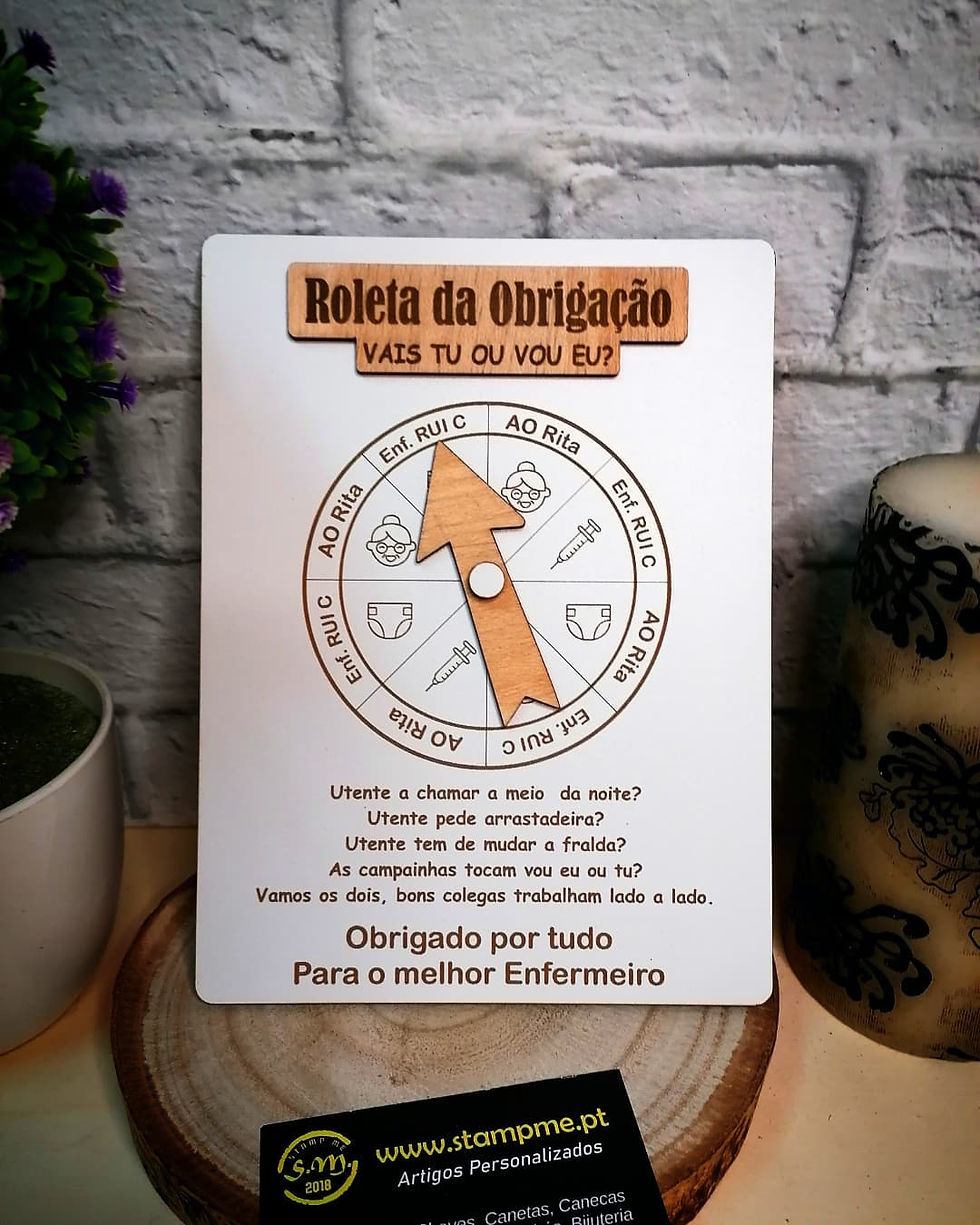 Roleta da Obrigação
VAIS TU OU VOU EU?
Enf. RUI C
AO Rita
Enf. RUI C
AO Rita
Enf. RUI C
AO Rita
Enf. RUI C
AO Rita
Utente a chamar a meio da noite?
Utente pede arrastadeira?
Utente tem de mudar a fralda?
As campainhas tocam vou eu ou tu?
Vamos os dois, bons colegas trabalham lado a lado.
Obrigado por tudo
Para o melhor Enfermeiro
STAMP ME
S.M.
2018
www.stampme.pt
Artigos Personalizados
Canetas, Canecas
Bijuteria